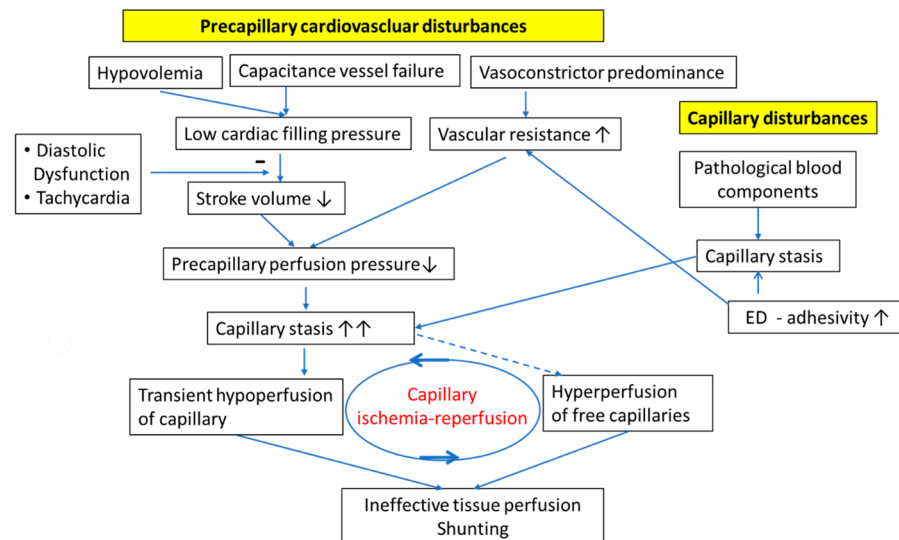 Precapillary cardiovascluar disturbances
Hypovolemia
Capacitance vessel failure
Vasoconstrictor predominance
Low cardiac filling pressure
Vascular resistance ↑
Capillary disturbances
• Diastolic
Dysfunction
• Tachycardia
-
Stroke volume ↓
Pathological blood
components
Precapillary perfusion pressure↓
Capillary stasis
Capillary stasis ↑↑
ED - adhesivity ↑
Transient hypoperfusion
of capillary
Capillary
ischemia-reperfusion
Hyperperfusion
of free capillaries
Ineffective tissue perfusion
Shunting